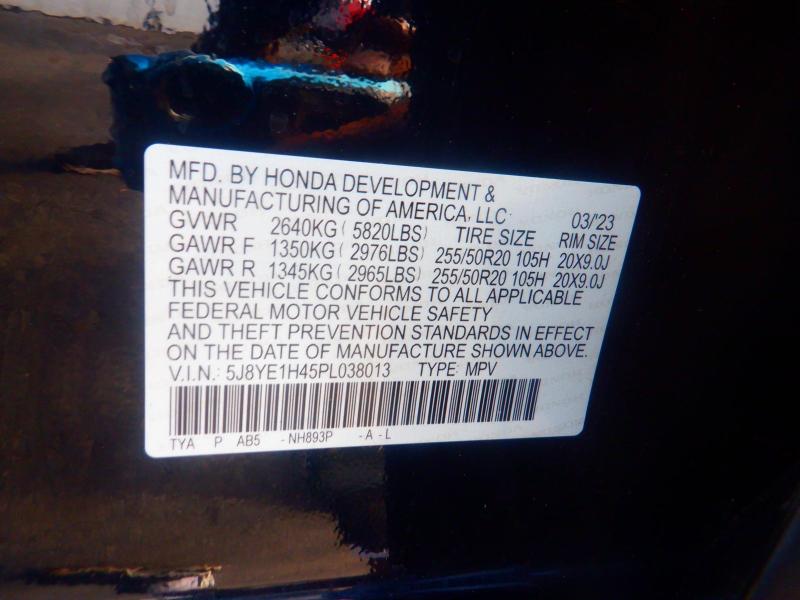 MFD. BY HONDA DEVELOPMENT &
MANUFACTURING OF AMERICA, LLC 03/'23
GVWR 2640KG ( 5820LBS) TIRE SIZE RIM SIZE
GAWR F 1350KG ( 2976LBS) 255/50R20 105H 20X9.0J
GAWR R 1345KG ( 2965LBS) 255/50R20 105H 20X9.0J
THIS VEHICLE CONFORMS TO ALL APPLICABLE
FEDERAL MOTOR VEHICLE SAFETY
AND THEFT PREVENTION STANDARDS IN EFFECT
ON THE DATE OF MANUFACTURE SHOWN ABOVE.
V.I.N.: 5J8YE1H45PL038013 TYPE: MPV
TYA P AB5 - NH893P - A - L